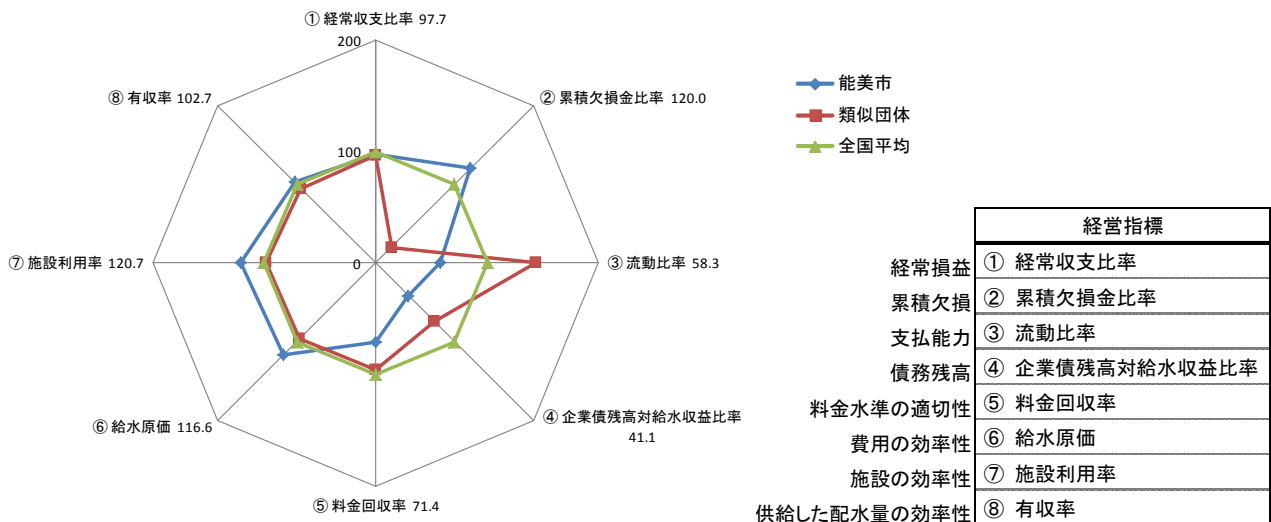 ① 経常収支比率 97.7
200
⑧ 有収率 102.7
② 累積欠損金比率 120.0
能美市
類似団体
全国平均
100
⑦ 施設利用率 120.7
0
③ 流動比率 58.3
⑥ 給水原価 116.6
④ 企業債残高対給水収益比率
41.1
⑤ 料金回収率 71.4
経営指標
経常損益 ① 経常収支比率
累積欠損 ② 累積欠損金比率
支払能力 ③ 流動比率
債務残高 ④ 企業債残高対給水収益比率
料金水準の適切性 ⑤ 料金回収率
費用の効率性 ⑥ 給水原価
施設の効率性 ⑦ 施設利用率
供給した配水量の効率性 ⑧ 有収率